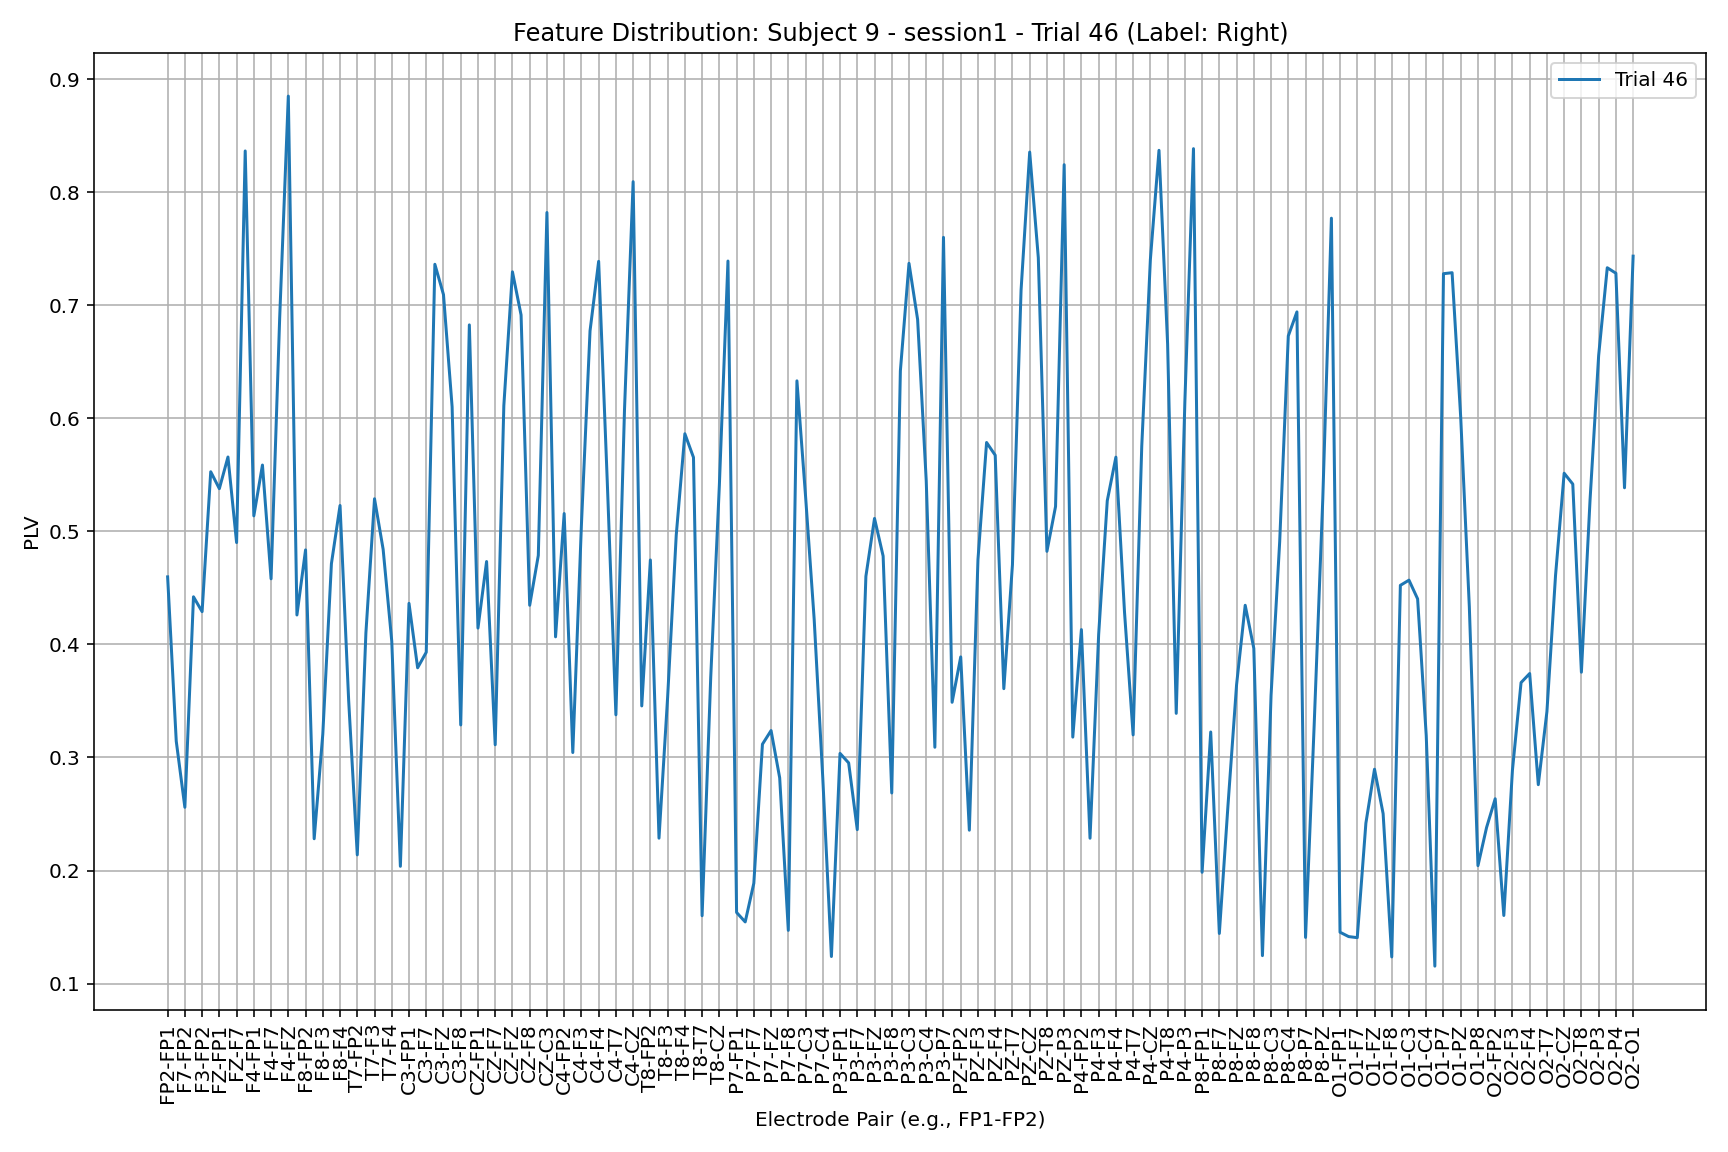 Feature Distribution: Subject 9 - session1 - Trial 46 (Label: Right)
Trial 46
0.9
0.8
0.7
0.6
0.5
0.4
0.3
0.2
0.1
PLV
FP2-FP1
F7-FP2
F3-FP2
FZ-FP1
FZ-F7
F4-FP1
F4-F7
F4-FZ
F8-FP2
F8-F3
F8-F4
T7-FP2
T7-F3
T7-F4
C3-FP1
C3-F7
C3-FZ
C3-F8
CZ-FP1
CZ-F7
CZ-FZ
CZ-F8
CZ-C3
C4-FP2
C4-F3
C4-F4
C4-T7
C4-CZ
T8-FP2
T8-F3
T8-F4
T8-T7
T8-CZ
P7-FP1
P7-F7
P7-FZ
P7-F8
P7-C3
P7-C4
P3-FP1
P3-F7
P3-FZ
P3-F8
P3-C3
P3-C4
P3-P7
PZ-FP2
PZ-F3
PZ-F4
PZ-T7
PZ-CZ
PZ-T8
PZ-P3
P4-FP2
P4-F3
P4-F4
P4-T7
P4-CZ
P4-T8
P4-P3
P8-FP1
P8-F7
P8-FZ
P8-F8
P8-C3
P8-C4
P8-P7
P8-PZ
O1-FP1
O1-F7
O1-FZ
O1-F8
O1-C3
O1-C4
O1-P7
O1-PZ
O1-P8
O2-FP2
O2-F3
O2-F4
O2-T7
O2-CZ
O2-T8
O2-P3
O2-P4
O2-O1
Electrode Pair (e.g., FP1-FP2)